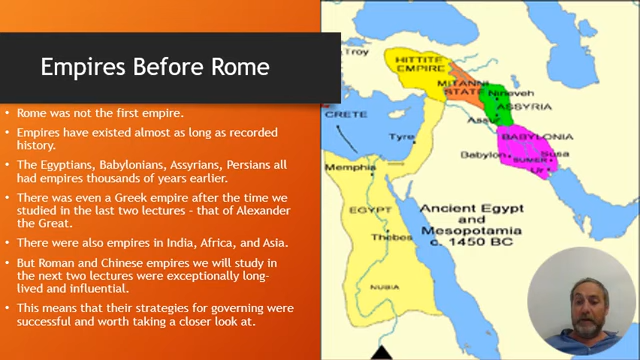 Empires Before Rome
• Rome was not the first empire.
• Empires have existed almost as long as recorded
history.
• The Egyptians, Babylonians, Assyrians, Persians all
had empires thousands of years earlier.
• There was even a Greek empire after the time we
studied in the last two lectures – that of Alexander
the Great.
• There were also empires in India, Africa, and Asia.
• But Roman and Chinese empires we will study in
the next two lectures were exceptionally long-
lived and influential.
• This means that their strategies for governing were
successful and worth taking a closer look at.
Troy
HITTITE
EMPIRE
MITANNI
STATE
Nineveh
ASSYRIA
Assur
CRETE
Tyre
BABYLONIA
Babylon
Susa
SUMER
Ur
Memphis
EGYPT
Ancient Egypt
and
Mesopotamia
c. 1450 BC
Thebes
NUBIA